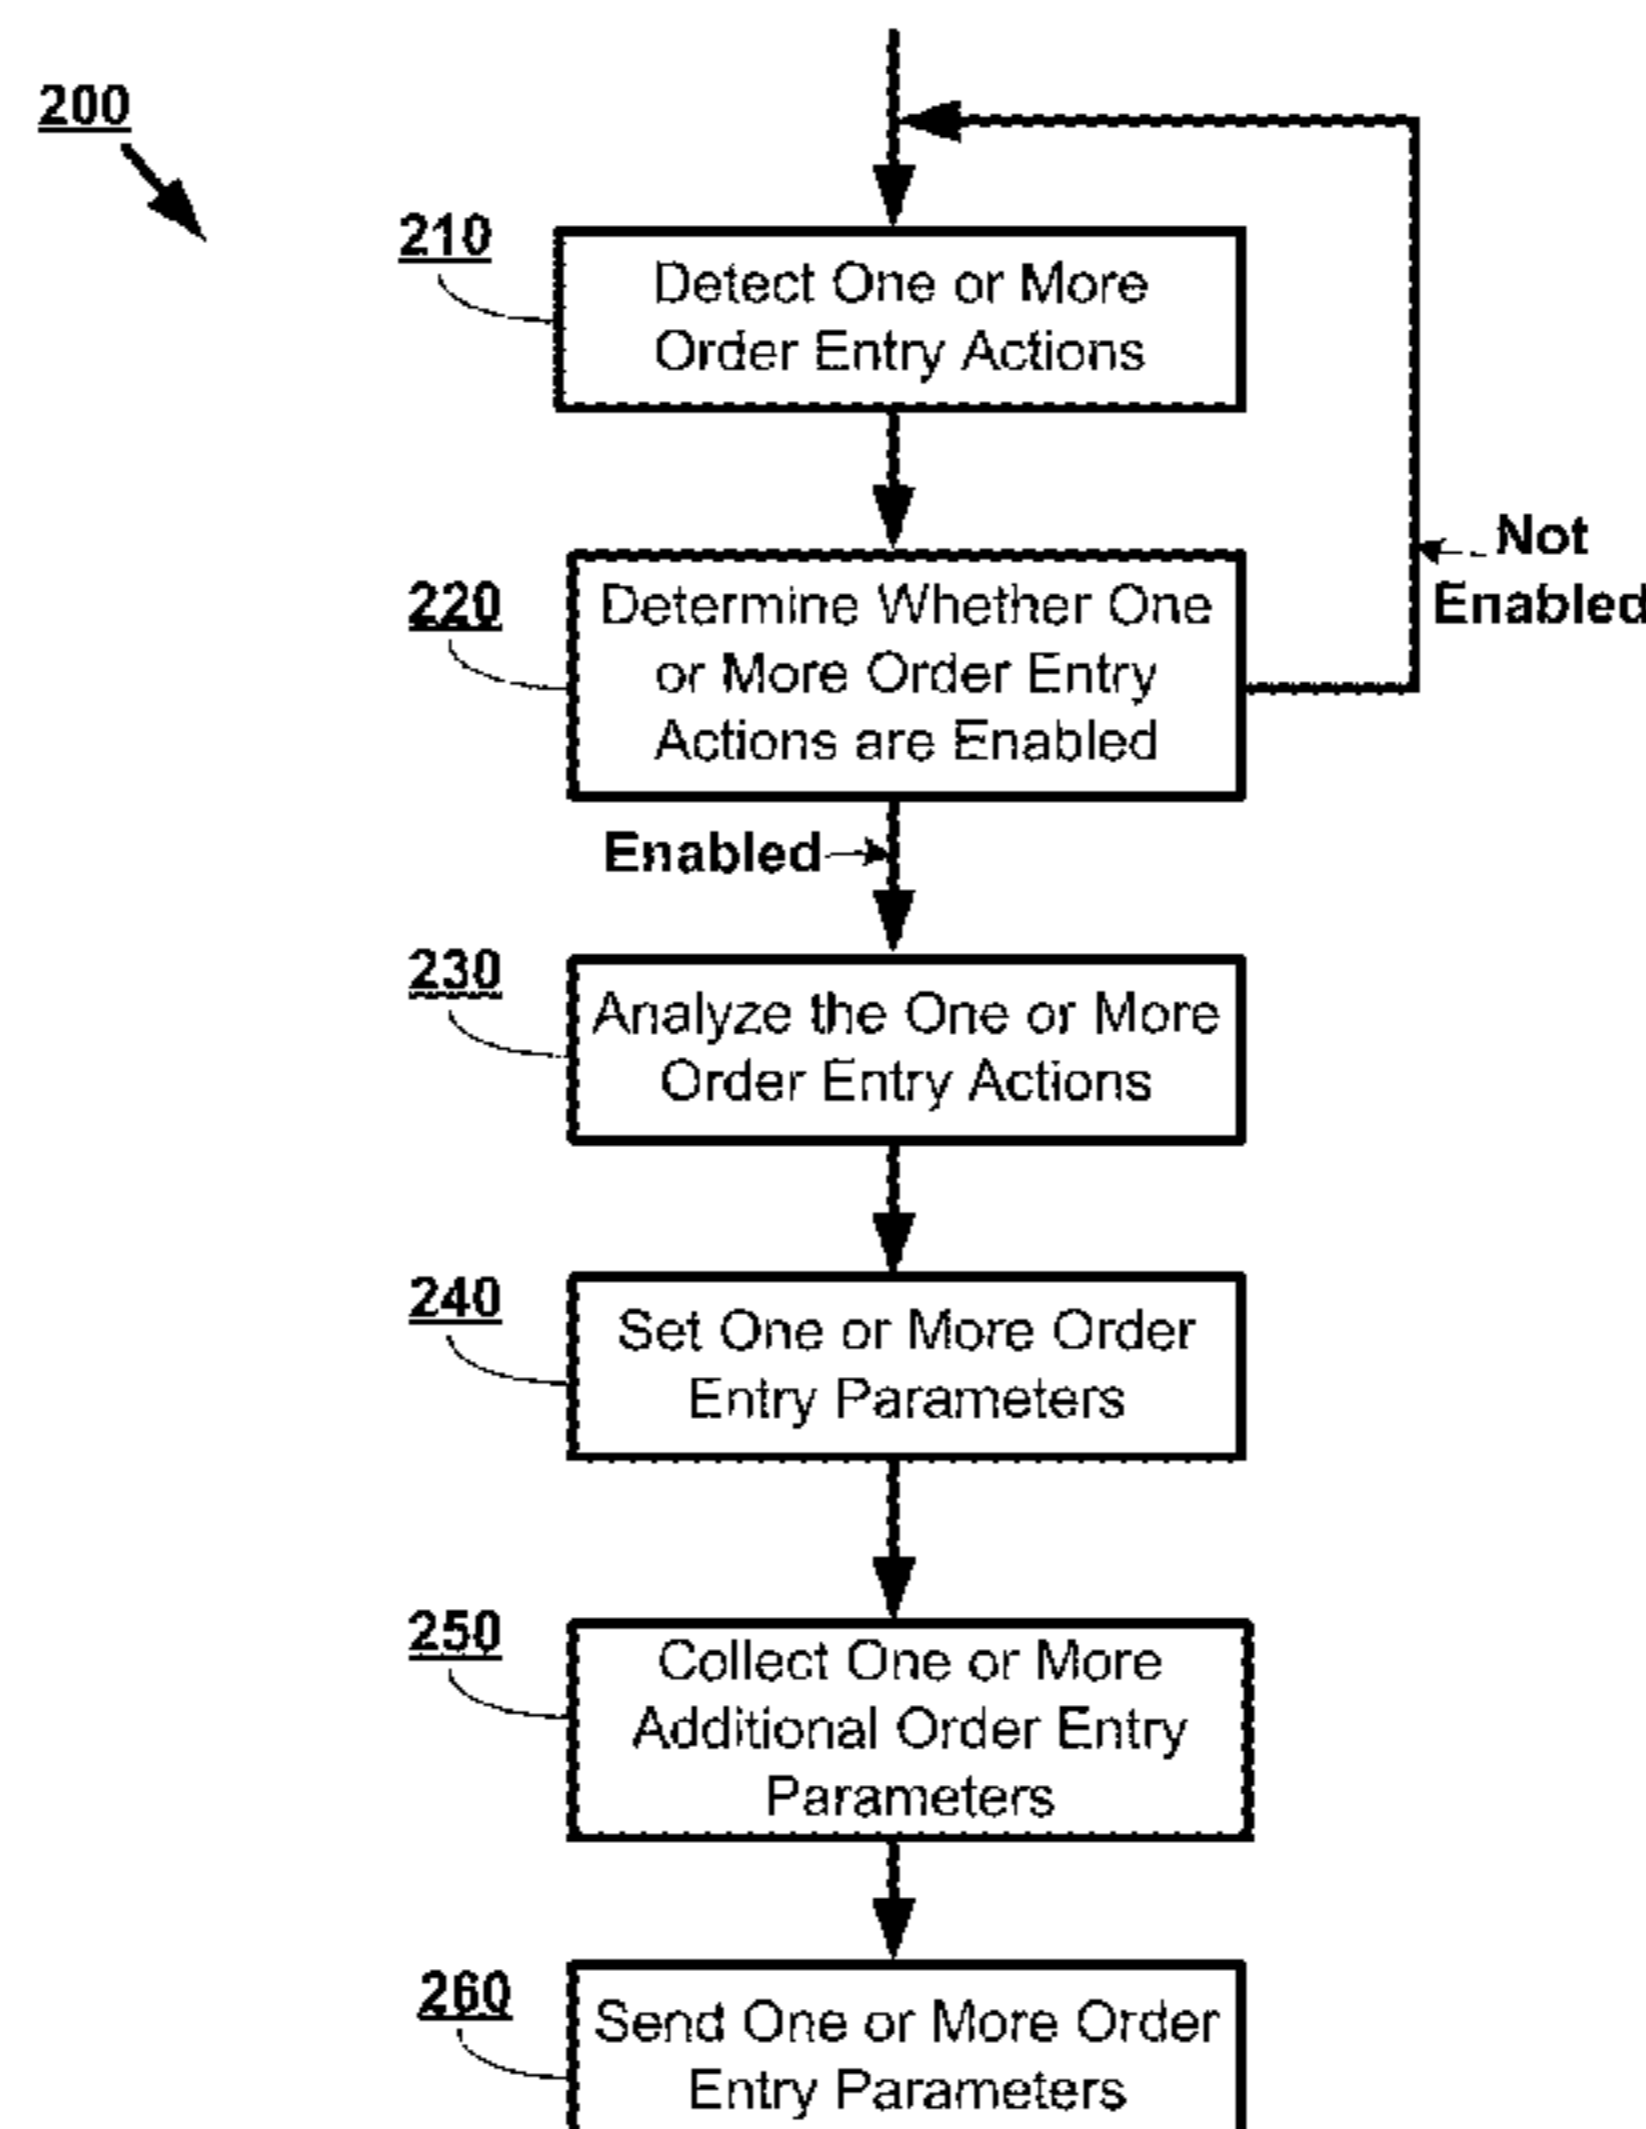 200
210
Detect One or More
Order Entry Actions
Not
Enabled
220
Determine Whether One
or More Order Entry
Actions are Enabled
Enabled
230
Analyze the One or More
Order Entry Actions
240
Set One or More Order
Entry Parameters
250
Collect One or More
Additional Order Entry
Parameters
260
Send One or More Order
Entry Parameters